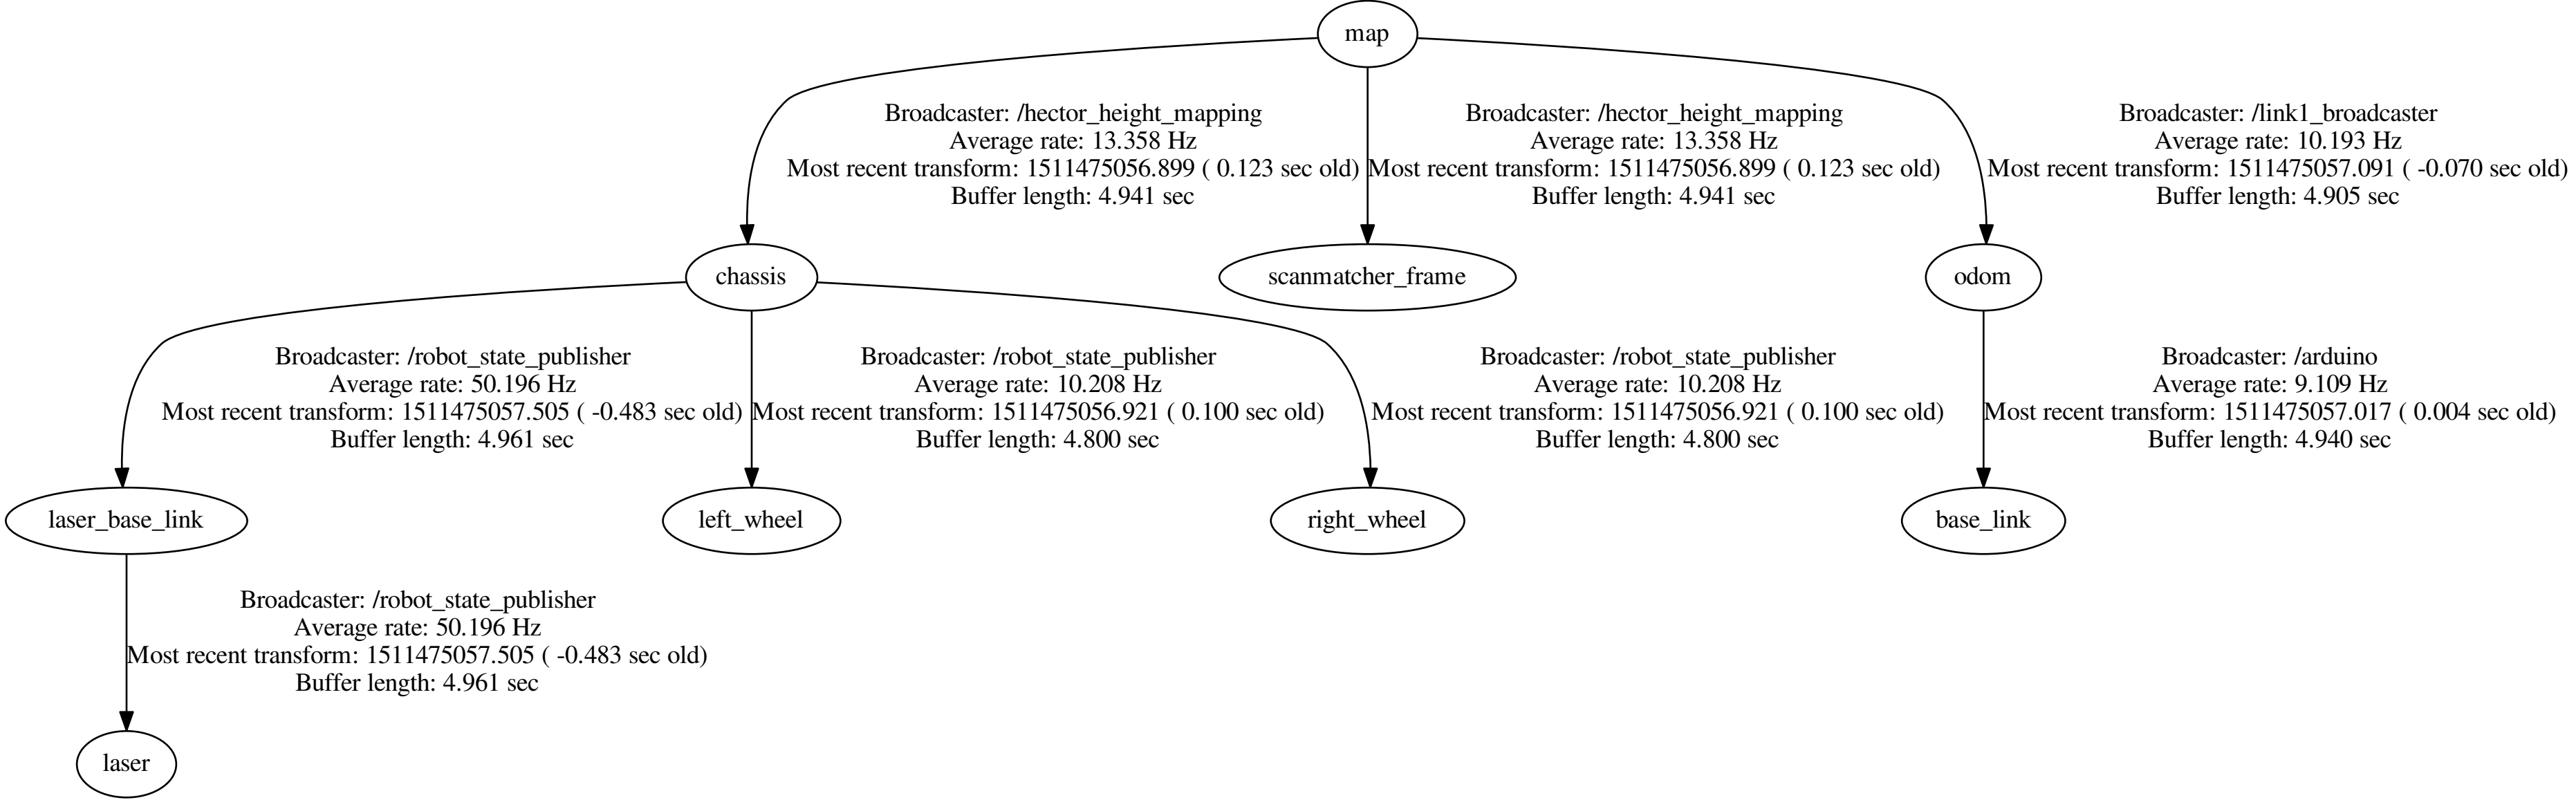 map
Broadcaster: /hector_height_mapping
Average rate: 13.358 Hz
Most recent transform: 1511475056.899 ( 0.123 sec old)
Buffer length: 4.941 sec
Broadcaster: /hector_height_mapping
Average rate: 13.358 Hz
Most recent transform: 1511475056.899 ( 0.123 sec old)
Buffer length: 4.941 sec
Broadcaster: /link1_broadcaster
Average rate: 10.193 Hz
Most recent transform: 1511475057.091 ( -0.070 sec old)
Buffer length: 4.905 sec
chassis
scanmatcher_frame
odom
Broadcaster: /robot_state_publisher
Average rate: 50.196 Hz
Most recent transform: 1511475057.505 ( -0.483 sec old)
Buffer length: 4.961 sec
Broadcaster: /robot_state_publisher
Average rate: 10.208 Hz
Most recent transform: 1511475056.921 ( 0.100 sec old)
Buffer length: 4.800 sec
Broadcaster: /robot_state_publisher
Average rate: 10.208 Hz
Most recent transform: 1511475056.921 ( 0.100 sec old)
Buffer length: 4.800 sec
Broadcaster: /arduino
Average rate: 9.109 Hz
Most recent transform: 1511475057.017 ( 0.004 sec old)
Buffer length: 4.940 sec
laser_base_link
left_wheel
right_wheel
base_link
Broadcaster: /robot_state_publisher
Average rate: 50.196 Hz
Most recent transform: 1511475057.505 ( -0.483 sec old)
Buffer length: 4.961 sec
laser